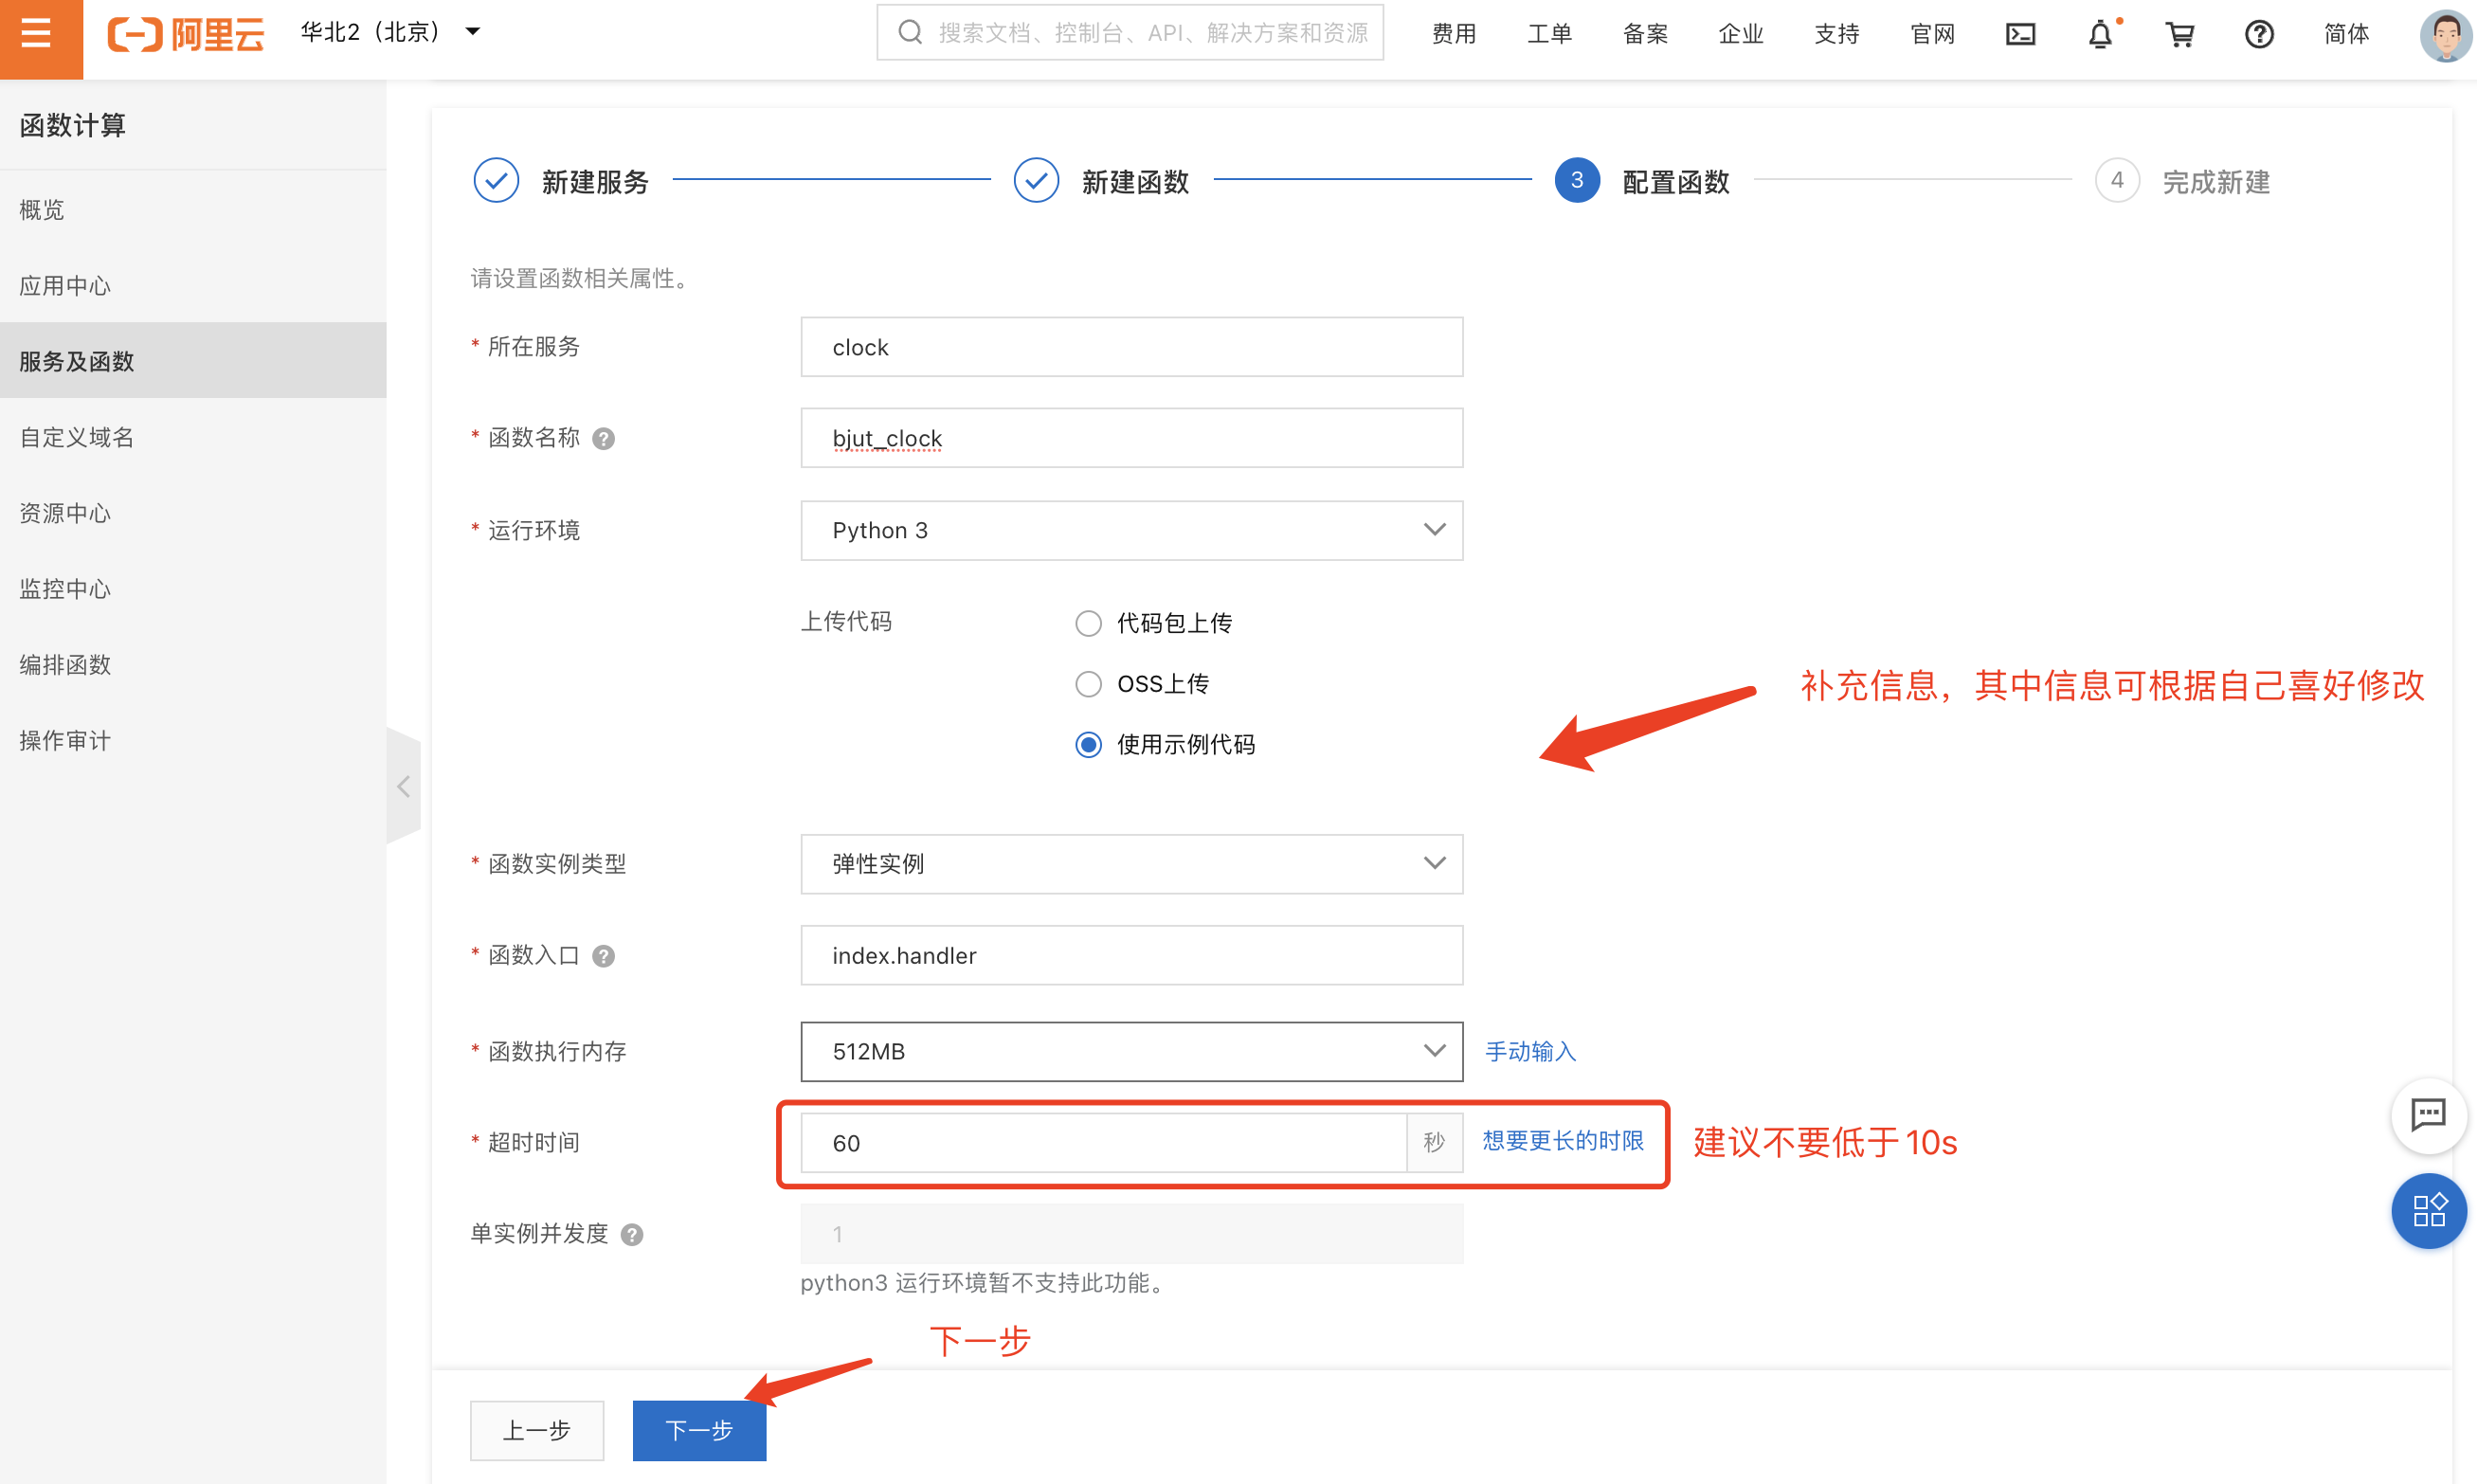 阿里云 华北2（北京） 搜索文档、控制台、API、解决方案和资源 费用 工单 备案 企业 支持 官网 简体
函数计算
概览
应用中心
服务及函数
自定义域名
资源中心
监控中心
编排函数
操作审计
新建服务 新建函数 3 配置函数 4 完成新建
请设置函数相关属性。
* 所在服务 clock
* 函数名称 ? bjut_clock
* 运行环境 Python 3
上传代码 代码包上传
OSS上传
使用示例代码
补充信息，其中信息可根据自己喜好修改
* 函数实例类型 弹性实例
* 函数入口 ? index.handler
* 函数执行内存 512MB 手动输入
* 超时时间 60 秒 想要更长的时限 建议不要低于10s
单实例并发度 ? 1
python3 运行环境暂不支持此功能。
下一步
上一步 下一步